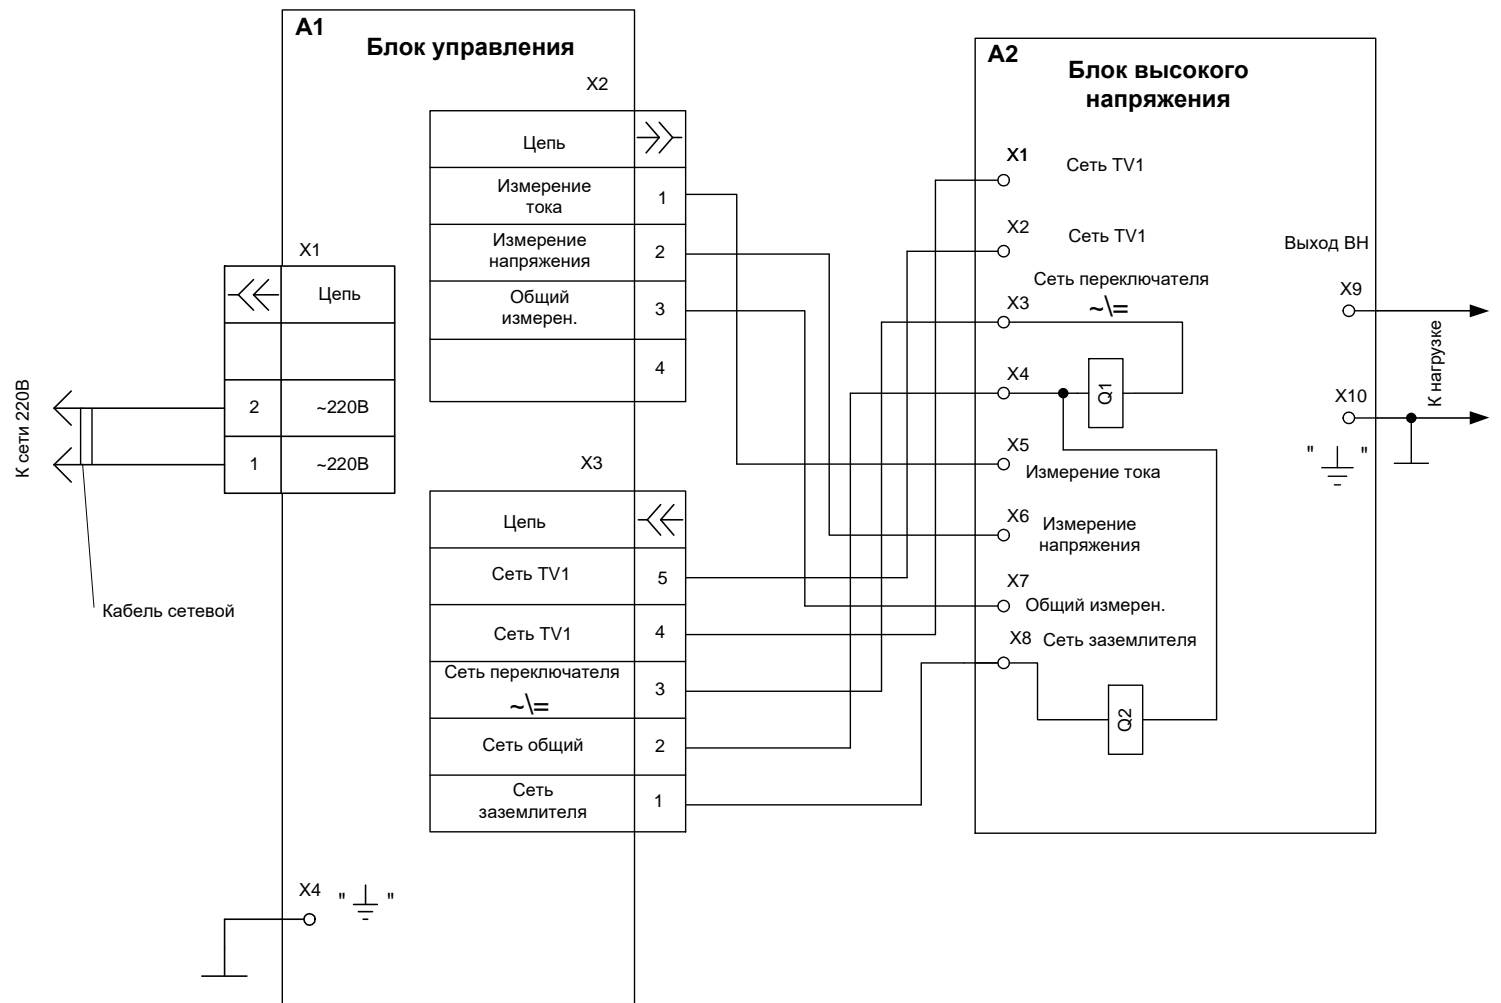 A1
Блок управления
X2
Цепь
Измерение
тока
1
Измерение
напряжения
2
Общий
измерен.
3
4
X1
Цепь
2
~220В
1
~220В
К сети 220В
Кабель сетевой
X3
Цепь
Сеть TV1
5
Сеть TV1
4
Сеть переключателя
~\=
3
Сеть общий
2
Сеть
заземлителя
1
X4
" "
A2
Блок высокого
напряжения
X1
Сеть TV1
X2
Сеть TV1
Сеть переключателя
X3
~\=
X4
Q1
X5
Измерение тока
X6
Измерение
напряжения
X7
Общий измерен.
X8
Сеть заземлителя
Q2
Выход ВН
X9
К нагрузке
X10
" "